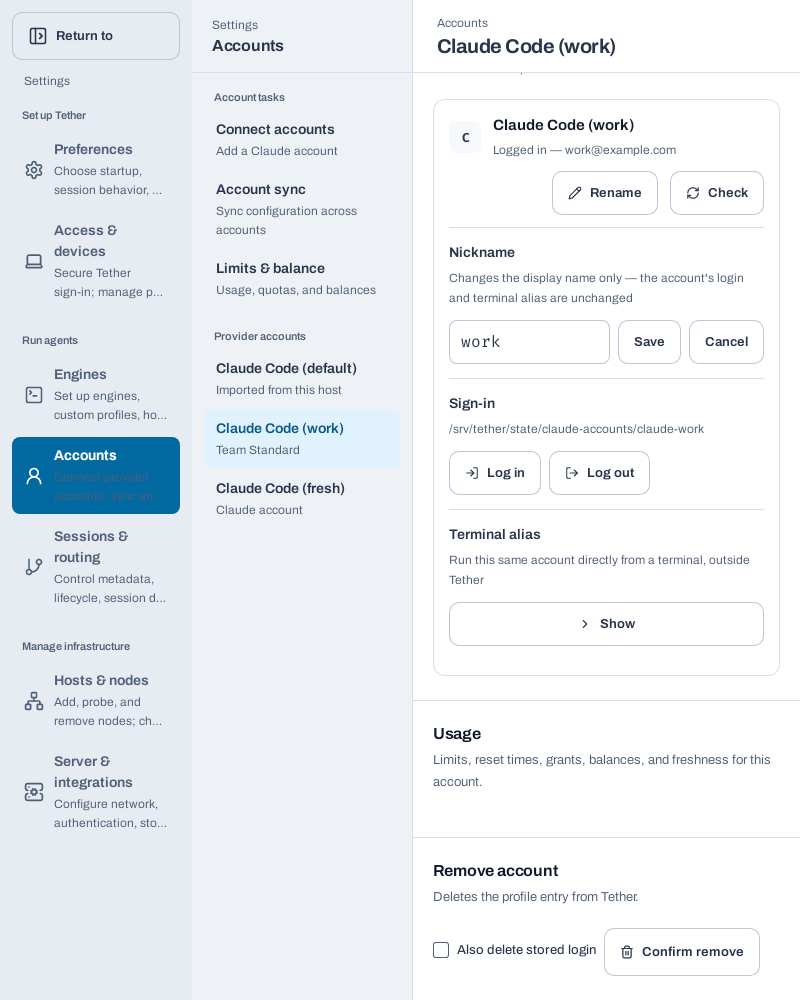 Return to
Settings
Set up Tether
Preferences
Choose startup,
session behavior, ...
Access &
devices
Secure Tether
sign-in; manage p...
Run agents
Engines
Set up engines,
custom profiles, ho...
Accounts
Connect provider
accounts, sync an...
Sessions &
routing
Control metadata,
lifecycle, session d...
Manage infrastructure
Hosts & nodes
Add, probe, and
remove nodes; ch...
Server &
integrations
Configure network,
authentication, sto...
Settings
Accounts
Account tasks
Connect accounts
Add a Claude account
Account sync
Sync configuration across
accounts
Limits & balance
Usage, quotas, and balances
Provider accounts
Claude Code (default)
Imported from this host
Claude Code (work)
Team Standard
Claude Code (fresh)
Claude account
Accounts
Claude Code (work)
C
Claude Code (work)
Logged in — work@example.com
Rename
Check
Nickname
Changes the display name only — the account's login
and terminal alias are unchanged
work
Save
Cancel
Sign-in
/srv/tether/state/claude-accounts/claude-work
Log in
Log out
Terminal alias
Run this same account directly from a terminal, outside
Tether
Show
Usage
Limits, reset times, grants, balances, and freshness for this
account.
Remove account
Deletes the profile entry from Tether.
Also delete stored login
Confirm remove